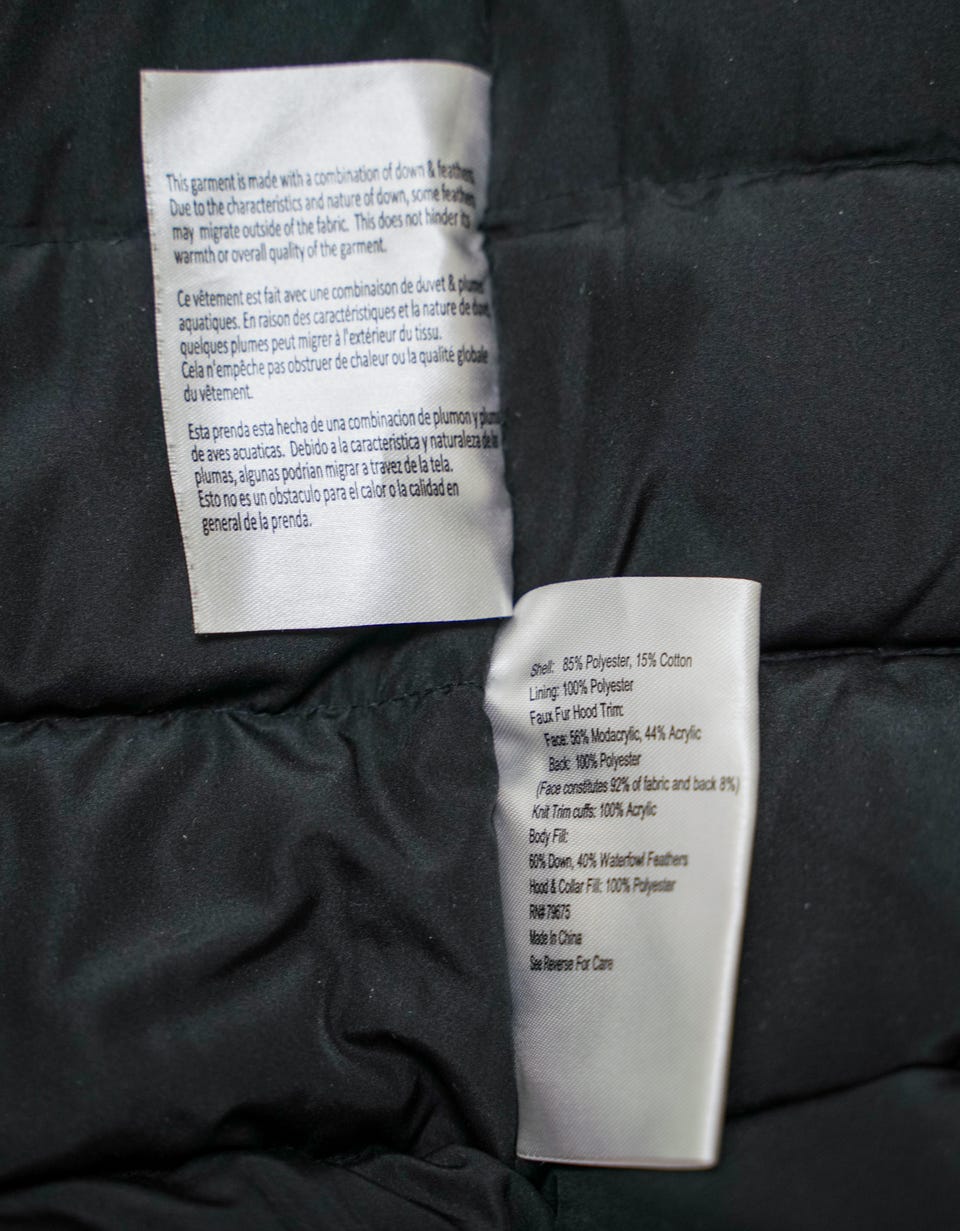 This garment is made with a combination of down & feathers.
Due to the characteristics and nature of down, some feathers
may migrate outside of the fabric. This does not hinder its
warmth or overall quality of the garment.
Ce vêtement est fait avec une combinaison de duvet & plumes
aquatiques. En raison des caractéristiques et la nature de duvet,
quelques plumes peut migrer à l'extérieur du tissu.
Cela n'empêche pas obstruer de chaleur ou la qualité globale
du vêtement.
Esta prenda esta hecha de una combinacion de plumon y
de aves acuaticas. Debido a la caracteristica y naturaleza de la
plumas, algunas podrian migrar a travez de la tela.
Esto no es un obstaculo para el calor o la calidad en
general de la prenda.
Shell: 85% Polyester, 15% Cotton
Lining: 100% Polyester
Faux Fur Hood Trim:
Face: 56% Modacrylic, 44% Acrylic
Back: 100% Polyester
(Face constitutes 92% of fabric and back 8%)
Knit Trim cuffs: 100% Acrylic
Body Fill:
60% Down, 40% Waterfowl Feathers
Hood & Collar Fill: 100% Polyester
RN# 79675
Made In China
See Reverse For Care